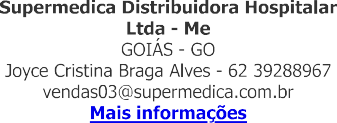 Supermedica Distribuidora Hospitalar
Ltda - Me
GOIÁS - GO
Joyce Cristina Braga Alves - 62 39288967
vendas03@supermedica.com.br
Mais informações